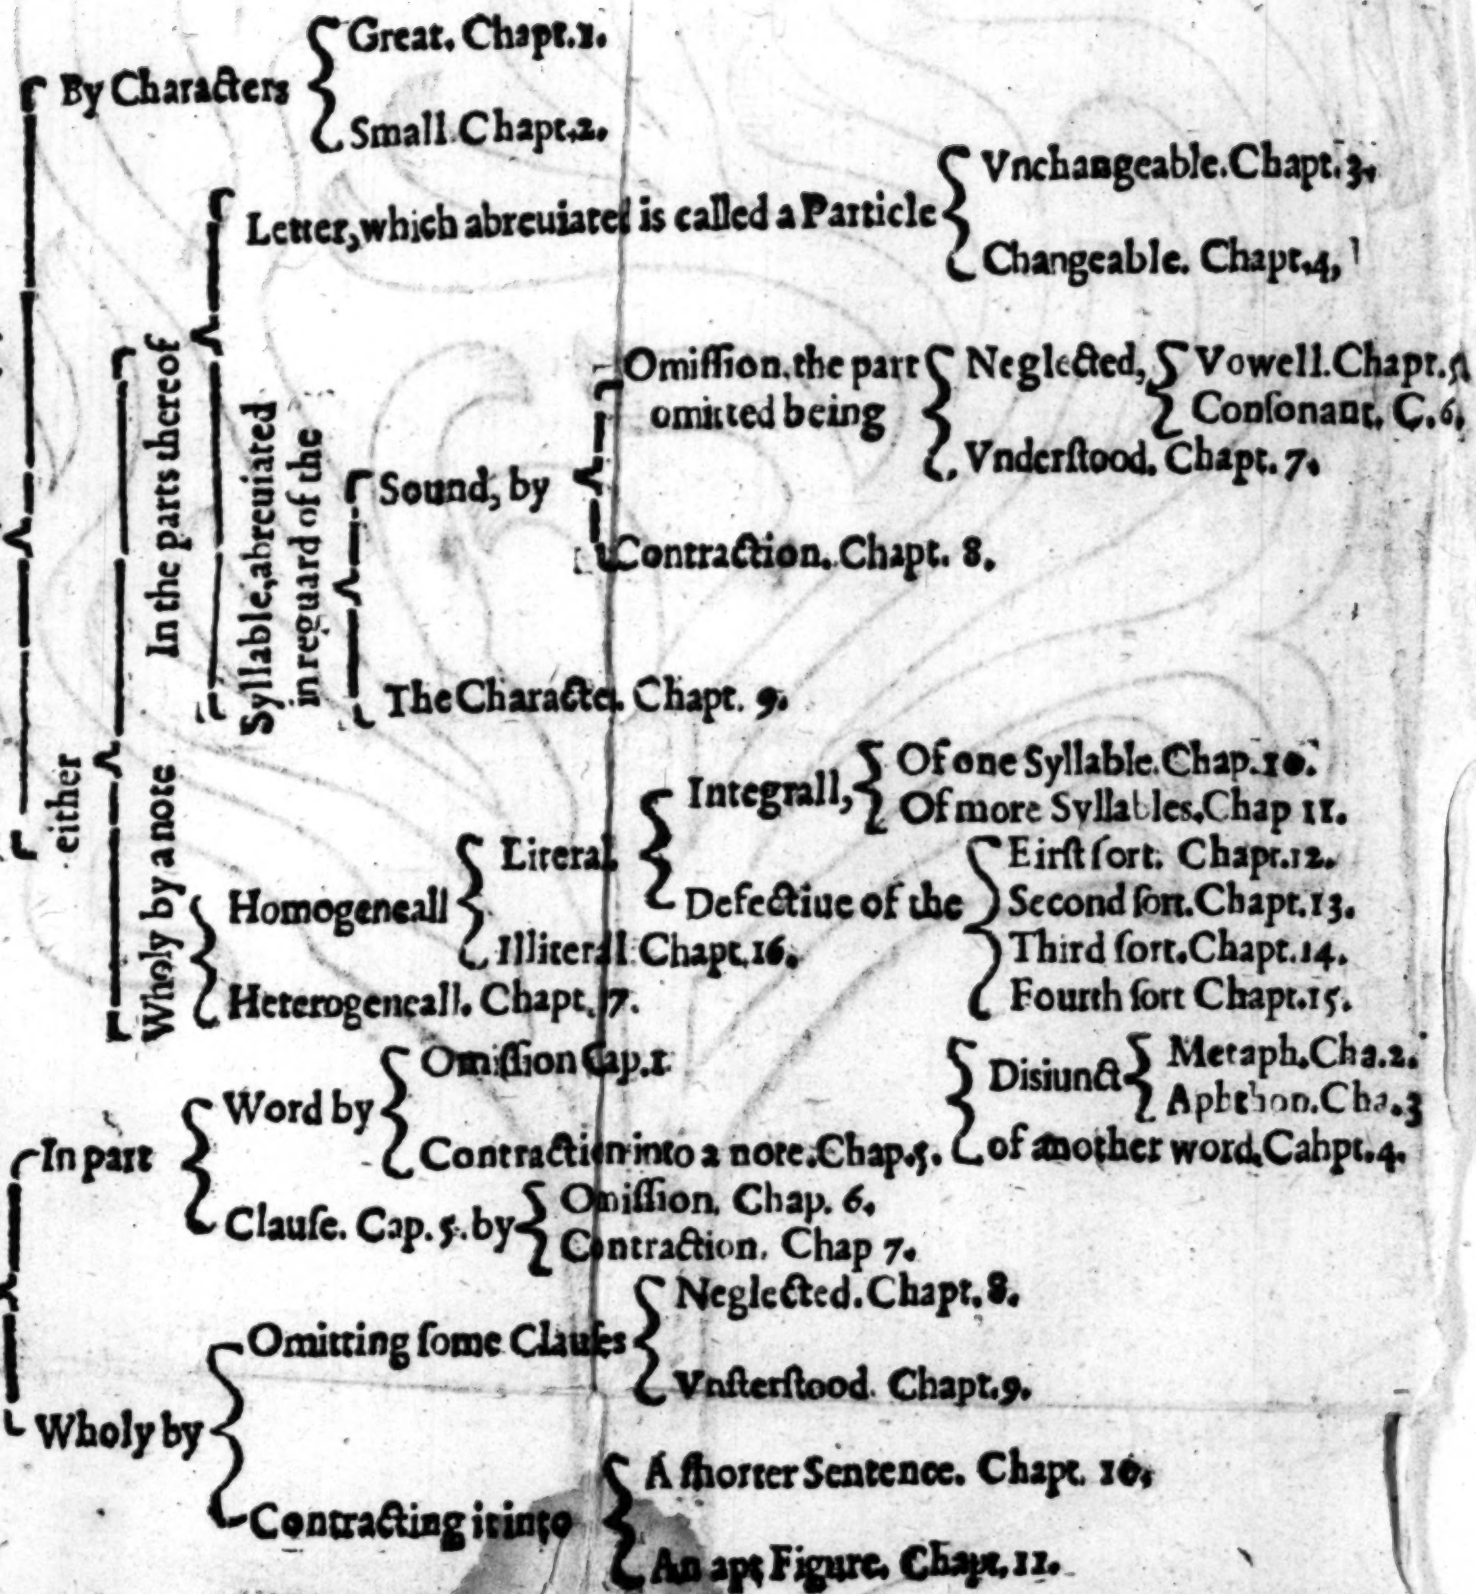 Great. Chapt.1.
By Characters
Small. Chapt.2.
Vnchangeable. Chapt. 3.
Letter, which abreuiated is called a Particle
Changeable. Chapt.4,
In the parts thereof
Omiſſion, the part
omitted being
Neglected,
Vowell. Chapt.5
Conſonant. C.6.
Vnderſtood. Chapt. 7.
Syllable, abreuiated
in reguard of the
Sound, by
Contraction. Chapt. 8.
The Character. Chapt. 9.
either
Wholy by a note
Integrall,
Of one Syllable. Chap.10.
Of more Syllables. Chap 11.
Literal
Eirſt ſort. Chapt.12.
Defectiue of the
Second ſort. Chapt.13.
Homogeneall
Third ſort. Chapt.14.
Illiterall Chapt.16.
Fourth ſort Chapt.15.
Heterogeneall. Chapt. 17.
Omiſſion Cap.1
Metaph. Cha.2.
Disiunct
Aphthon. Cha.3
Word by
In part
Contraction into a note. Chap.5.
of another word. Cahpt.4.
Omiſſion. Chap. 6.
Clauſe. Cap. 5. by
Contraction. Chap 7.
Neglected. Chapt. 8.
Omitting ſome Clauſes
Vnſterſtood. Chapt.9.
Wholy by
A ſhorter Sentence. Chapt. 10.
Contracting it into
An apt Figure. Chapt. 11.